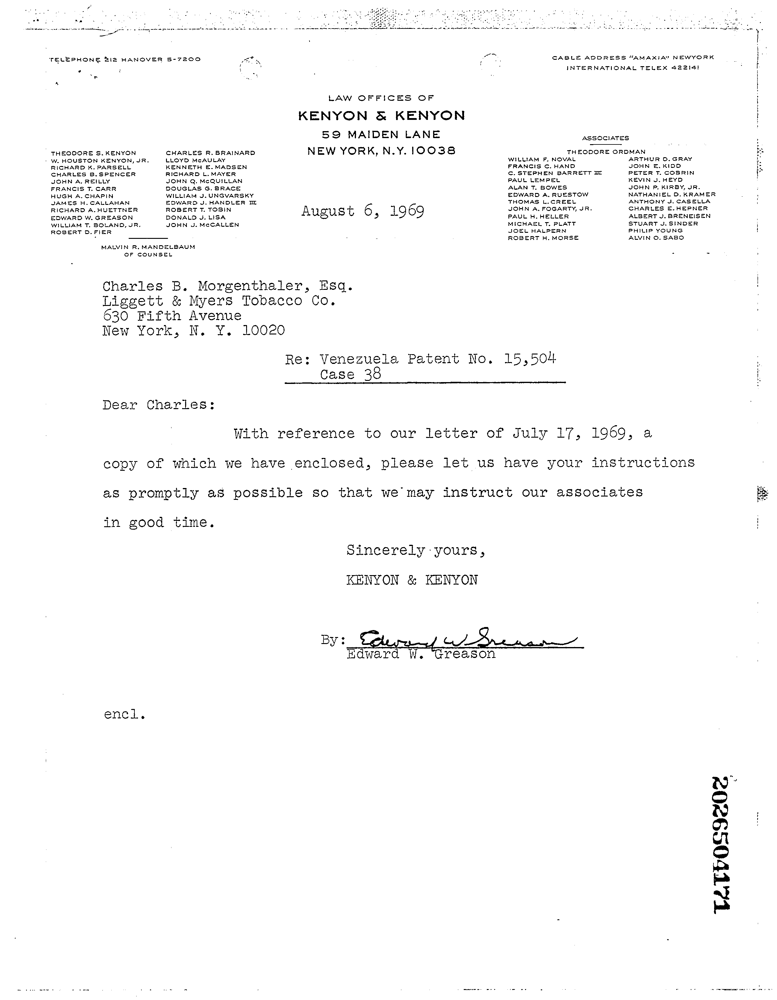 TELEPHONE 212 HANOVER 5-7200
CABLE ADDRESS "AMAXIA" NEWYORK
INTERNATIONAL TELEX 422141
LAW OFFICES OF
KENYON & KENYON
59 MAIDEN LANE
NEW YORK, N.Y. 10038
THEODORE S. KENYON
W. HOUSTON KENYON, JR.
RICHARD K. PARSELL
CHARLES B. SPENCER
JOHN A. REILLY
FRANCIS T. CARR
HUGH A. CHAPIN
JAMES H. CALLAHAN
RICHARD A. HUETTNER
EDWARD W. GREASON
WILLIAM T. BOLAND, JR.
ROBERT D. FIER
CHARLES R. BRAINARD
LLOYD McAULAY
KENNETH E. MADSEN
RICHARD L. MAYER
JOHN Q. McQUILLAN
DOUGLAS G. BRACE
WILLIAM J. UNGVARSKY
EDWARD J. HANDLER III
ROBERT T. TOBIN
DONALD J. LISA
JOHN J. McCALLEN
MALVIN R. MANDELBAUM
OF COUNSEL
ASSOCIATES
THEODORE ORDMAN
WILLIAM F. NOVAL
FRANCIS C. HAND
C. STEPHEN BARRETT III
PAUL LEMPEL
ALAN T. BOWES
EDWARD A. RUESTOW
THOMAS L. CREEL
JOHN A. FOGARTY, JR.
PAUL H. HELLER
MICHAEL T. PLATT
JOEL HALPERN
ROBERT H. MORSE
ARTHUR D. GRAY
JOHN E. KIDD
PETER T. COBRIN
KEVIN J. HEYD
JOHN P. KIRBY, JR.
NATHANIEL D. KRAMER
ANTHONY J. CASELLA
CHARLES E. HEPNER
ALBERT J. BRENEISEN
STUART J. SINDER
PHILIP YOUNG
ALVIN O. SABO
August 6, 1969
Charles B. Morgenthaler, Esq.
Liggett & Myers Tobacco Co.
630 Fifth Avenue
New York, N. Y. 10020
Re: Venezuela Patent No. 15,504
Case 38
Dear Charles:
With reference to our letter of July 17, 1969, a
copy of which we have enclosed, please let us have your instructions
as promptly as possible so that we may instruct our associates
in good time.
Sincerely yours,
KENYON & KENYON
By: Edward W Greason
Edward W. Greason
encl.
2026504171